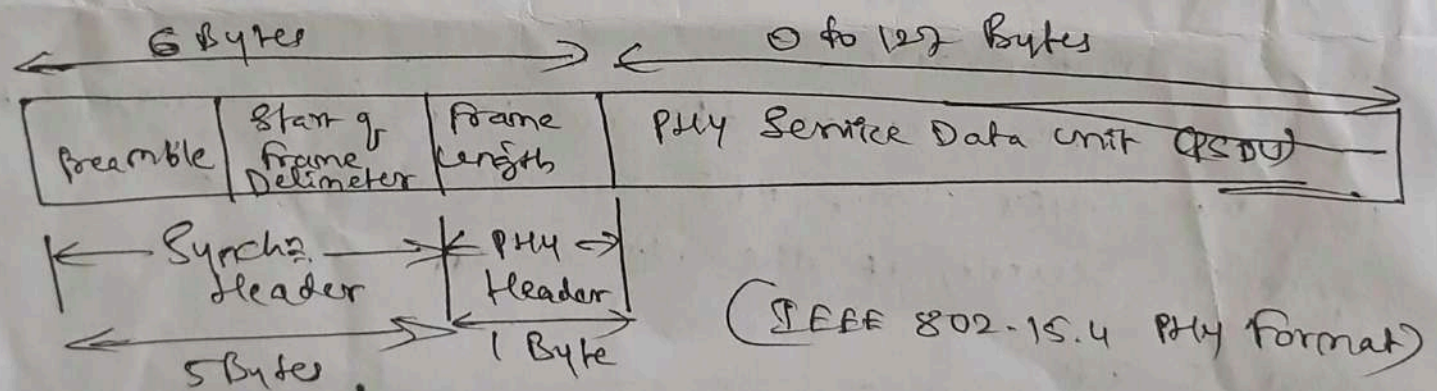 6 Bytes
0 to 127 Bytes
Preamble
Start of
Frame
Delimeter
Frame
Length
PHY Service Data Unit (PSDU)
Synchz.
Header
PHY
Header
5 Bytes
1 Byte
(IEEE 802.15.4 PHY Format)